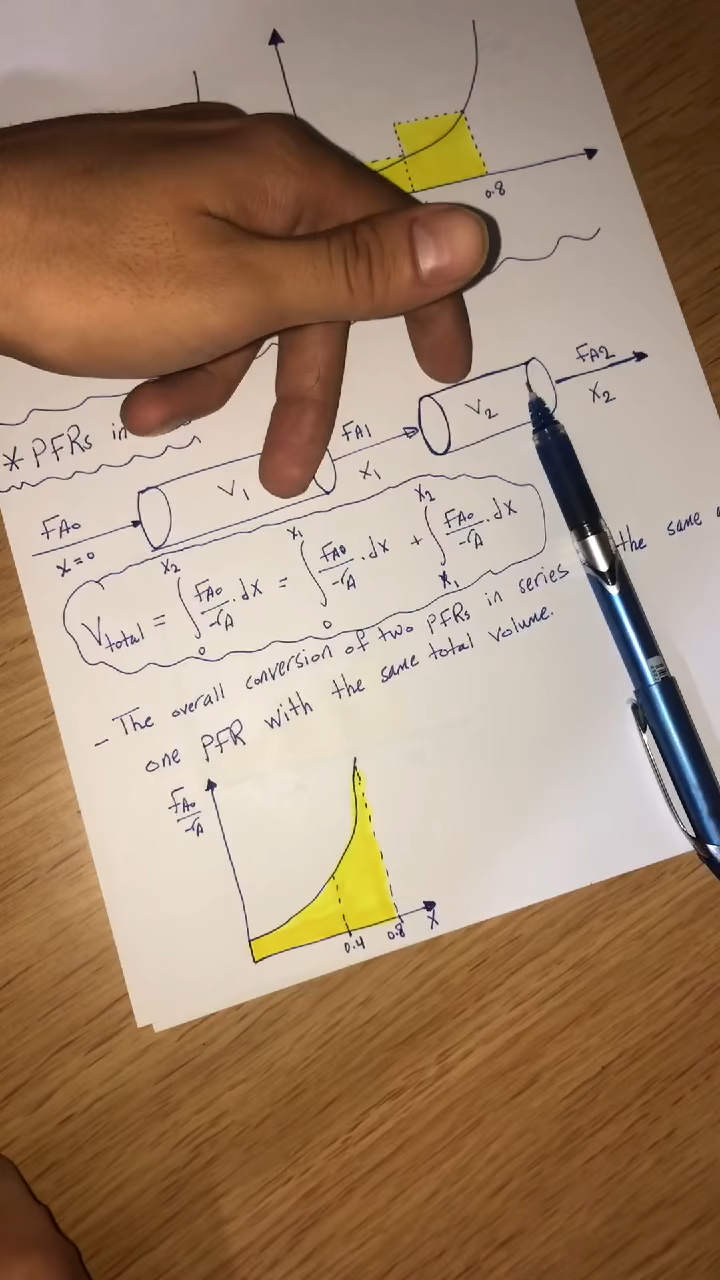 0.8
* PFRs in
FA0
X=0
V1
FA1
X1
V2
FA2
X2
Vtotal = ∫₀^X2 FA0/-rA . dX = ∫₀^X1 FA0/-rA . dX + ∫X1^X2 FA0/-rA . dX
- The overall conversion of two PFRs in series the same
one PFR with the same total volume.
FA0/-rA
0.4
0.8
X